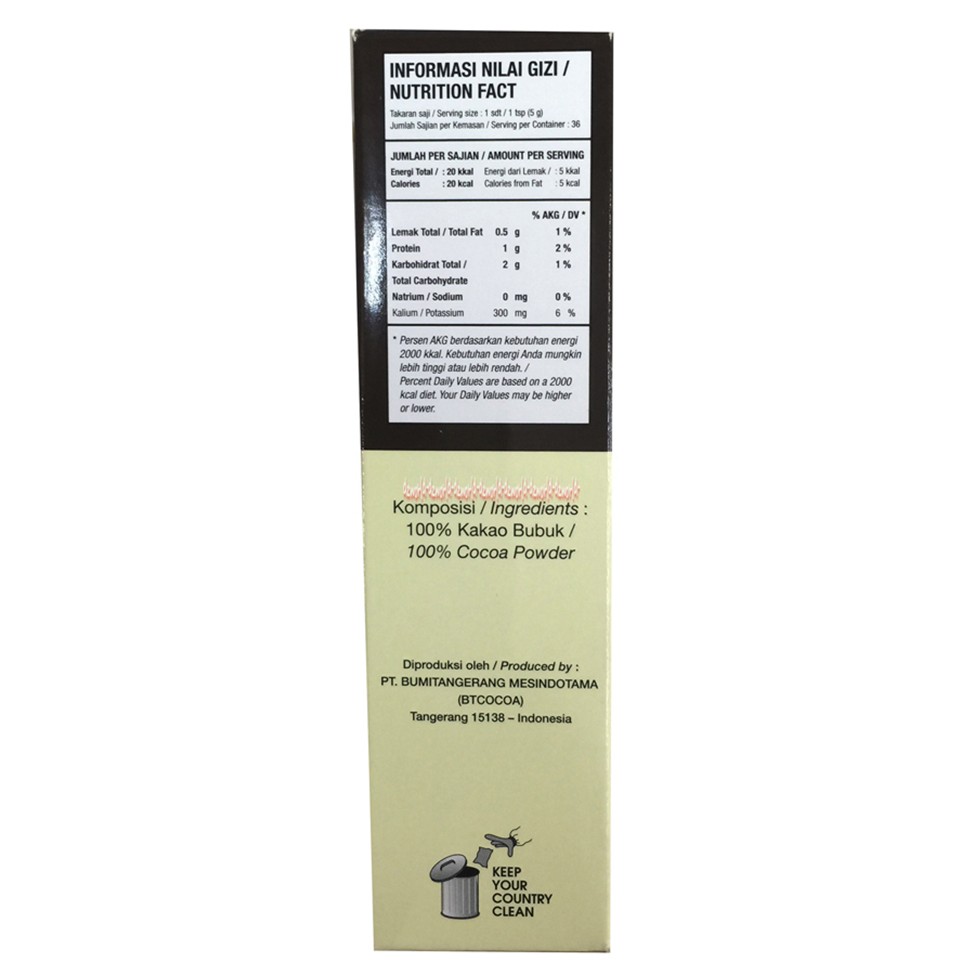 INFORMASI NILAI GIZI /
NUTRITION FACT
Takaran saji / Serving size : 1 sdt / 1 tsp (5 g)
Jumlah Sajian per Kemasan / Serving per Container : 36
JUMLAH PER SAJIAN / AMOUNT PER SERVING
Energi Total / : 20 kkal Energi dari Lemak / : 5 kkal
Calories : 20 kcal Calories from Fat : 5 kcal
% AKG / DV *
Lemak Total / Total Fat 0.5 g 1 %
Protein 1 g 2 %
Karbohidrat Total / 2 g 1 %
Total Carbohydrate
Natrium / Sodium 0 mg 0 %
Kalium / Potassium 300 mg 6 %
* Persen AKG berdasarkan kebutuhan energi
2000 kkal. Kebutuhan energi Anda mungkin
lebih tinggi atau lebih rendah. /
Percent Daily Values are based on a 2000
kcal diet. Your Daily Values may be higher
or lower.
Komposisi / Ingredients :
100% Kakao Bubuk /
100% Cocoa Powder
Diproduksi oleh / Produced by :
PT. BUMITANGERANG MESINDOTAMA
(BTCOCOA)
Tangerang 15138 – Indonesia
KEEP
YOUR
COUNTRY
CLEAN